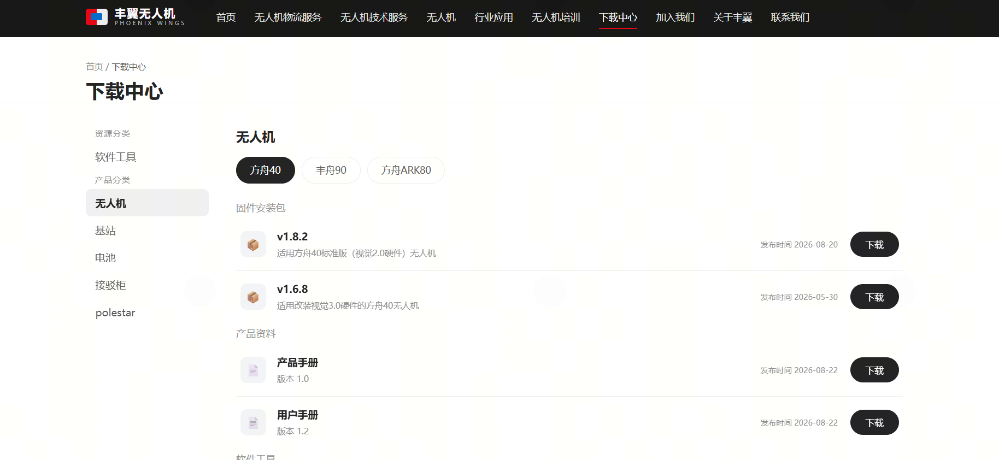 丰翼无人机
PHOENIX WINGS
首页 无人机物流服务 无人机技术服务 无人机 行业应用 无人机培训 下载中心 加入我们 关于丰翼 联系我们
首页 / 下载中心
下载中心
资源分类
软件工具
产品分类
无人机
基站
电池
接驳柜
polestar
无人机
方舟40 丰舟90 方舟ARK80
固件安装包
v1.8.2
适用方舟40标准版（视觉2.0硬件）无人机
发布时间 2026-08-20 下载
v1.6.8
适用改装视觉3.0硬件的方舟40无人机
发布时间 2026-05-30 下载
产品资料
产品手册
版本 1.0
发布时间 2026-08-22 下载
用户手册
版本 1.2
发布时间 2026-08-22 下载
软件工具